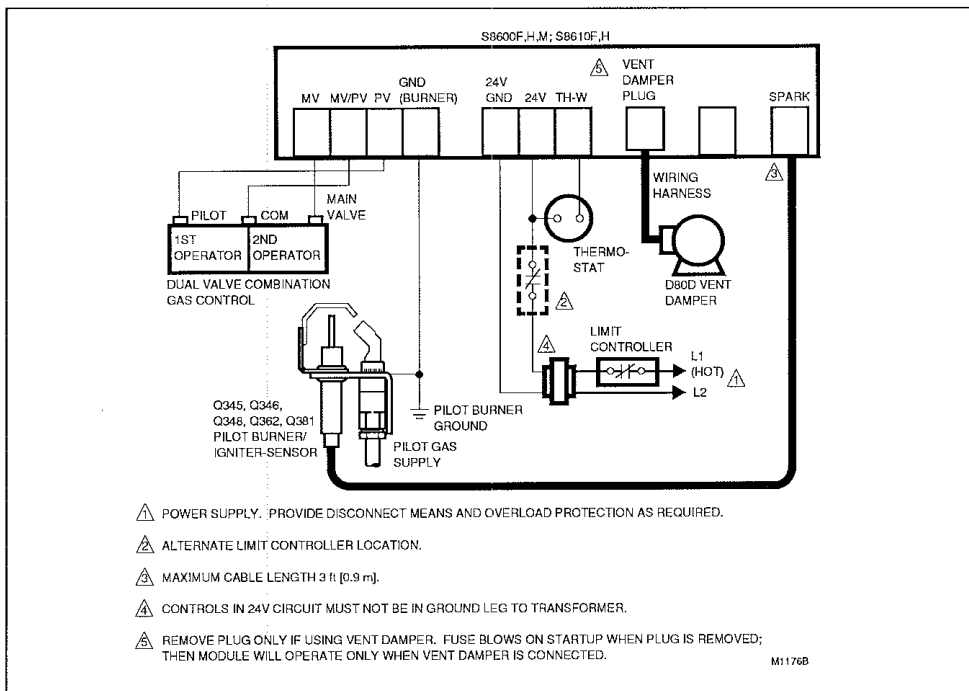 S8600F,H,M; S8610F,H
MV MV/PV PV
GND
(BURNER)
24V
GND
24V
TH-W
5
VENT
DAMPER
PLUG
SPARK
3
WIRING
HARNESS
MAIN
VALVE
PILOT
COM
1ST
OPERATOR
2ND
OPERATOR
DUAL VALVE COMBINATION
GAS CONTROL
THERMO-
STAT
2
D80D VENT
DAMPER
4
LIMIT
CONTROLLER
L1
(HOT)
1
L2
PILOT BURNER
GROUND
Q345, Q346,
Q348, Q362, Q381
PILOT BURNER/
IGNITER-SENSOR
PILOT GAS
SUPPLY
1 POWER SUPPLY. PROVIDE DISCONNECT MEANS AND OVERLOAD PROTECTION AS REQUIRED.
2 ALTERNATE LIMIT CONTROLLER LOCATION.
3 MAXIMUM CABLE LENGTH 3 ft [0.9 m].
4 CONTROLS IN 24V CIRCUIT MUST NOT BE IN GROUND LEG TO TRANSFORMER.
5 REMOVE PLUG ONLY IF USING VENT DAMPER. FUSE BLOWS ON STARTUP WHEN PLUG IS REMOVED;
THEN MODULE WILL OPERATE ONLY WHEN VENT DAMPER IS CONNECTED.
M1176B